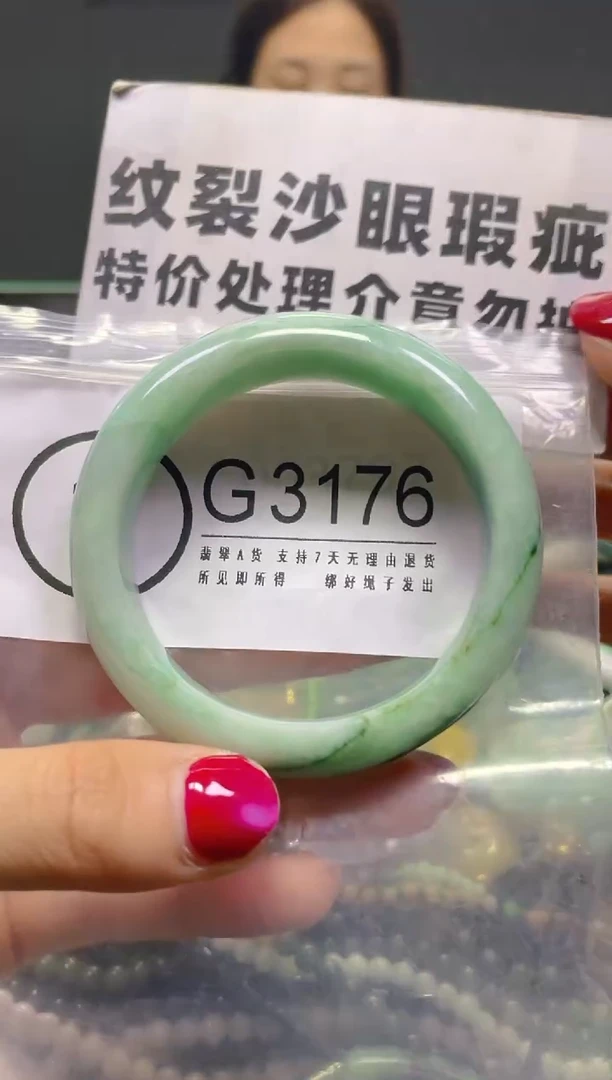 纹裂沙眼瑕疵
特价处理介意勿拍
G3176
翡翠A货 支持7天无理由退货
所见即所得 绑好绳子发出